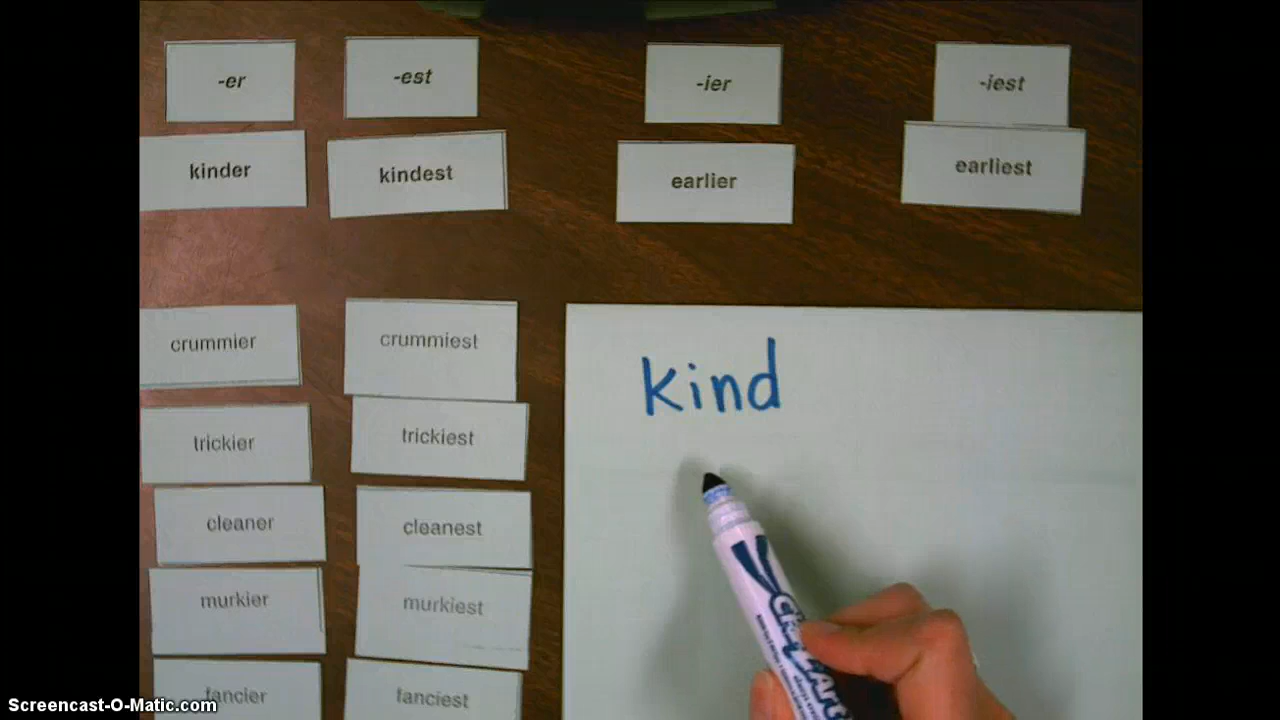 -er -est -ier -iest
kinder kindest earlier earliest
crummier crummiest
kind
trickier trickiest
cleaner cleanest
murkier murkiest
fancier fanciest
Screencast-O-Matic.com